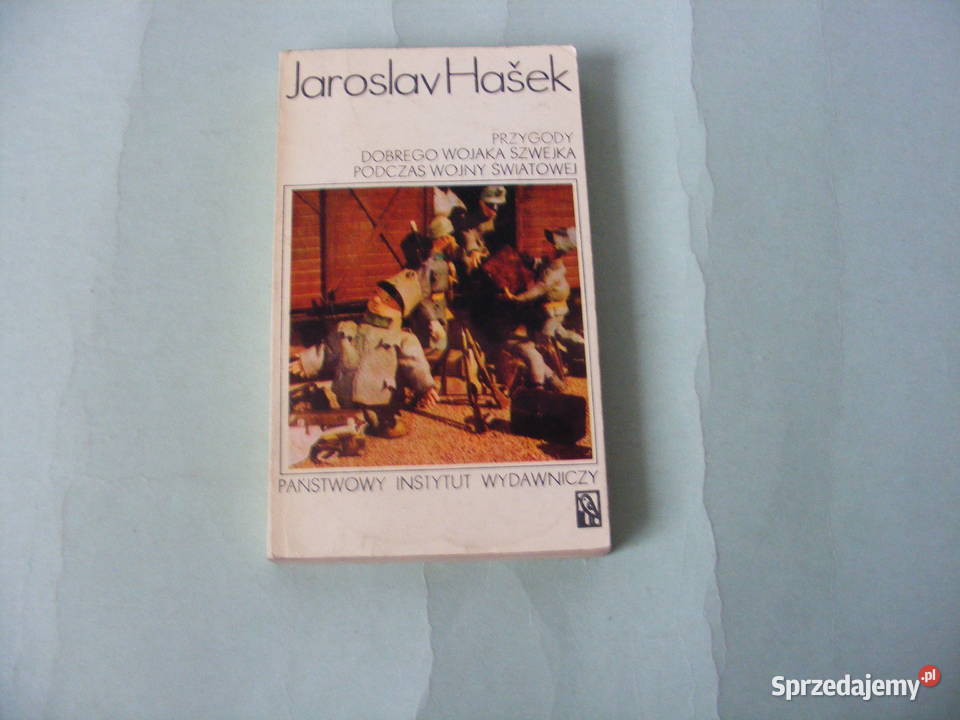 Jaroslav Hašek
PRZYGODY
DOBREGO WOJAKA SZWEJKA
PODCZAS WOJNY ŚWIATOWEJ
PAŃSTWOWY INSTYTUT WYDAWNICZY
Sprzedajemy.pl